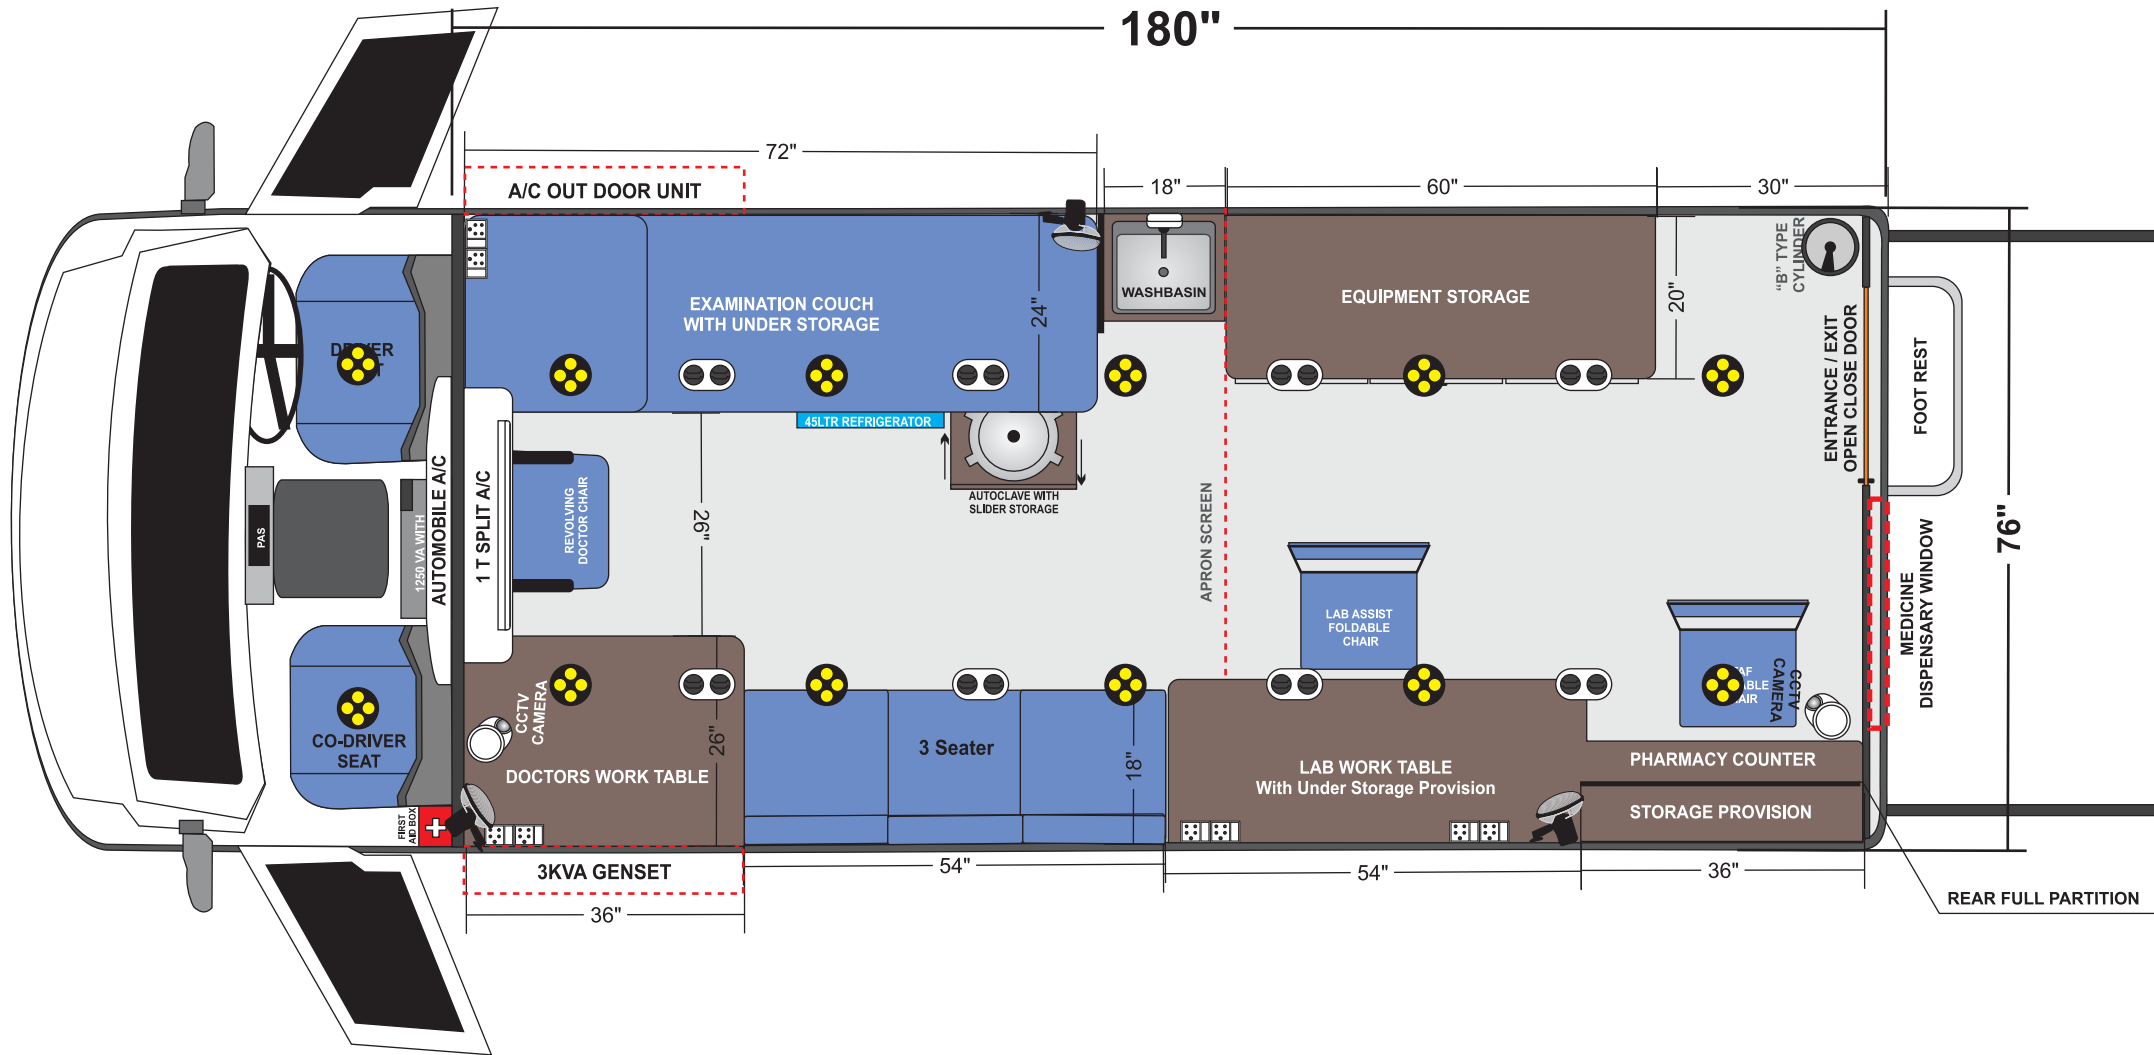 180"
72"
18"
60"
30"
A/C OUT DOOR UNIT
EXAMINATION COUCH
WITH UNDER STORAGE
24"
WASHBASIN
EQUIPMENT STORAGE
20"
"B" TYPE
CYLINDER
ENTRANCE / EXIT
OPEN CLOSE DOOR
FOOT REST
76"
DRIVER
45LTR REFRIGERATOR
AUTOCLAVE WITH
SLIDER STORAGE
APRON SCREEN
PAS
1250 VA WITH
AUTOMOBILE A/C
1 T SPLIT A/C
REVOLVING
DOCTOR CHAIR
26"
LAB ASSIST
FOLDABLE
CHAIR
MEDICINE
DISPENSARY WINDOW
CCTV
CAMERA
CO-DRIVER
SEAT
FIRST
AID BOX
CCTV
CAMERA
DOCTORS WORK TABLE
26"
3 Seater
18"
LAB WORK TABLE
With Under Storage Provision
PHARMACY COUNTER
STORAGE PROVISION
3KVA GENSET
36"
54"
54"
36"
REAR FULL PARTITION